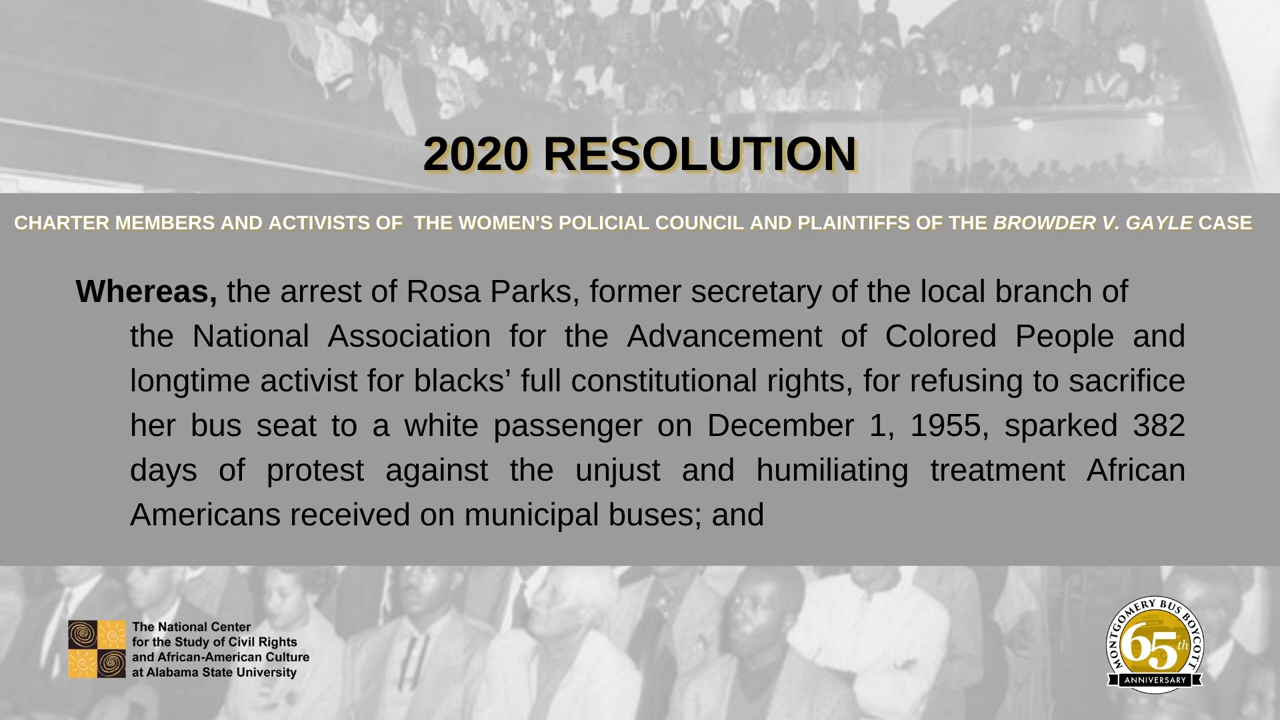 2020 RESOLUTION
CHARTER MEMBERS AND ACTIVISTS OF THE WOMEN'S POLICIAL COUNCIL AND PLAINTIFFS OF THE BROWDER V. GAYLE CASE
Whereas, the arrest of Rosa Parks, former secretary of the local branch of
the National Association for the Advancement of Colored People and
longtime activist for blacks’ full constitutional rights, for refusing to sacrifice
her bus seat to a white passenger on December 1, 1955, sparked 382
days of protest against the unjust and humiliating treatment African
Americans received on municipal buses; and
The National Center
for the Study of Civil Rights
and African-American Culture
at Alabama State University
MONTGOMERY BUS BOYCOTT
65th
ANNIVERSARY